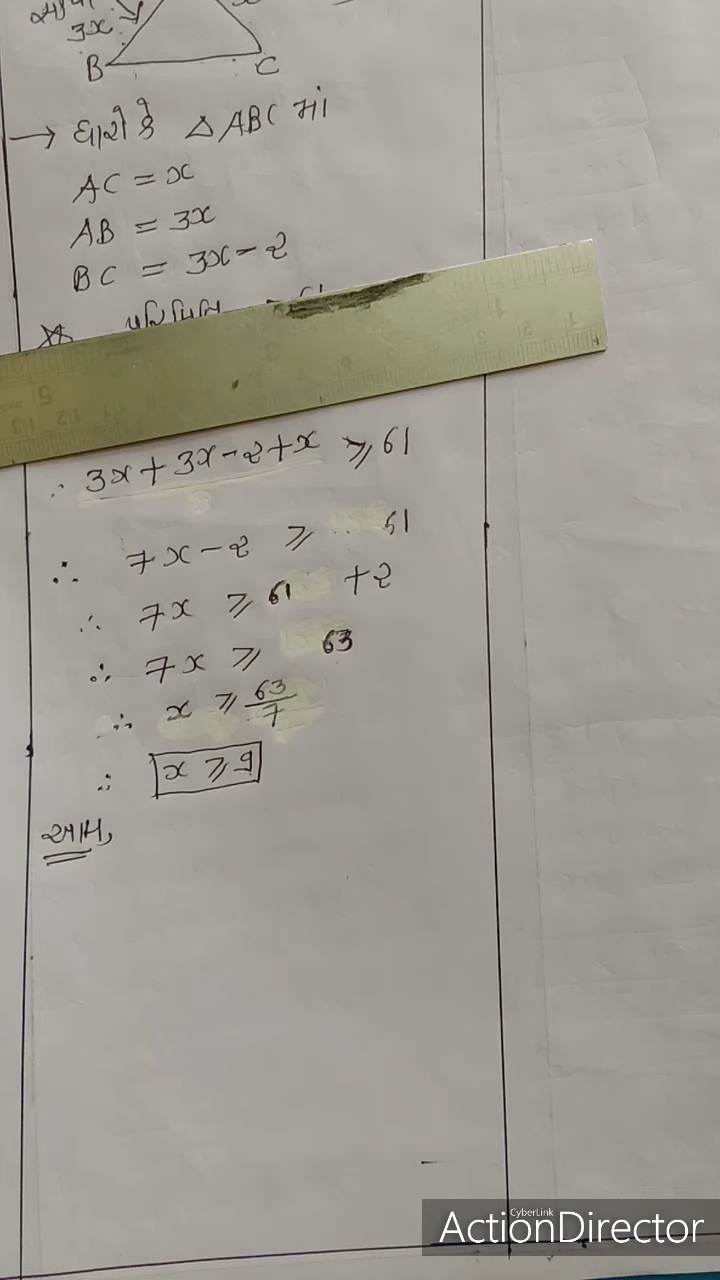 3x
B C
→ ધારો કે △ABC માં
AC = x
AB = 3x
BC = 3x - 2
∴ 3x + 3x - 2 + x ≥ 61
∴ 7x - 2 ≥ 61
∴ 7x ≥ 61 + 2
∴ 7x ≥ 63
∴ x ≥ 63/7
∴ x ≥ 9
આમ,
CyberLink
ActionDirector